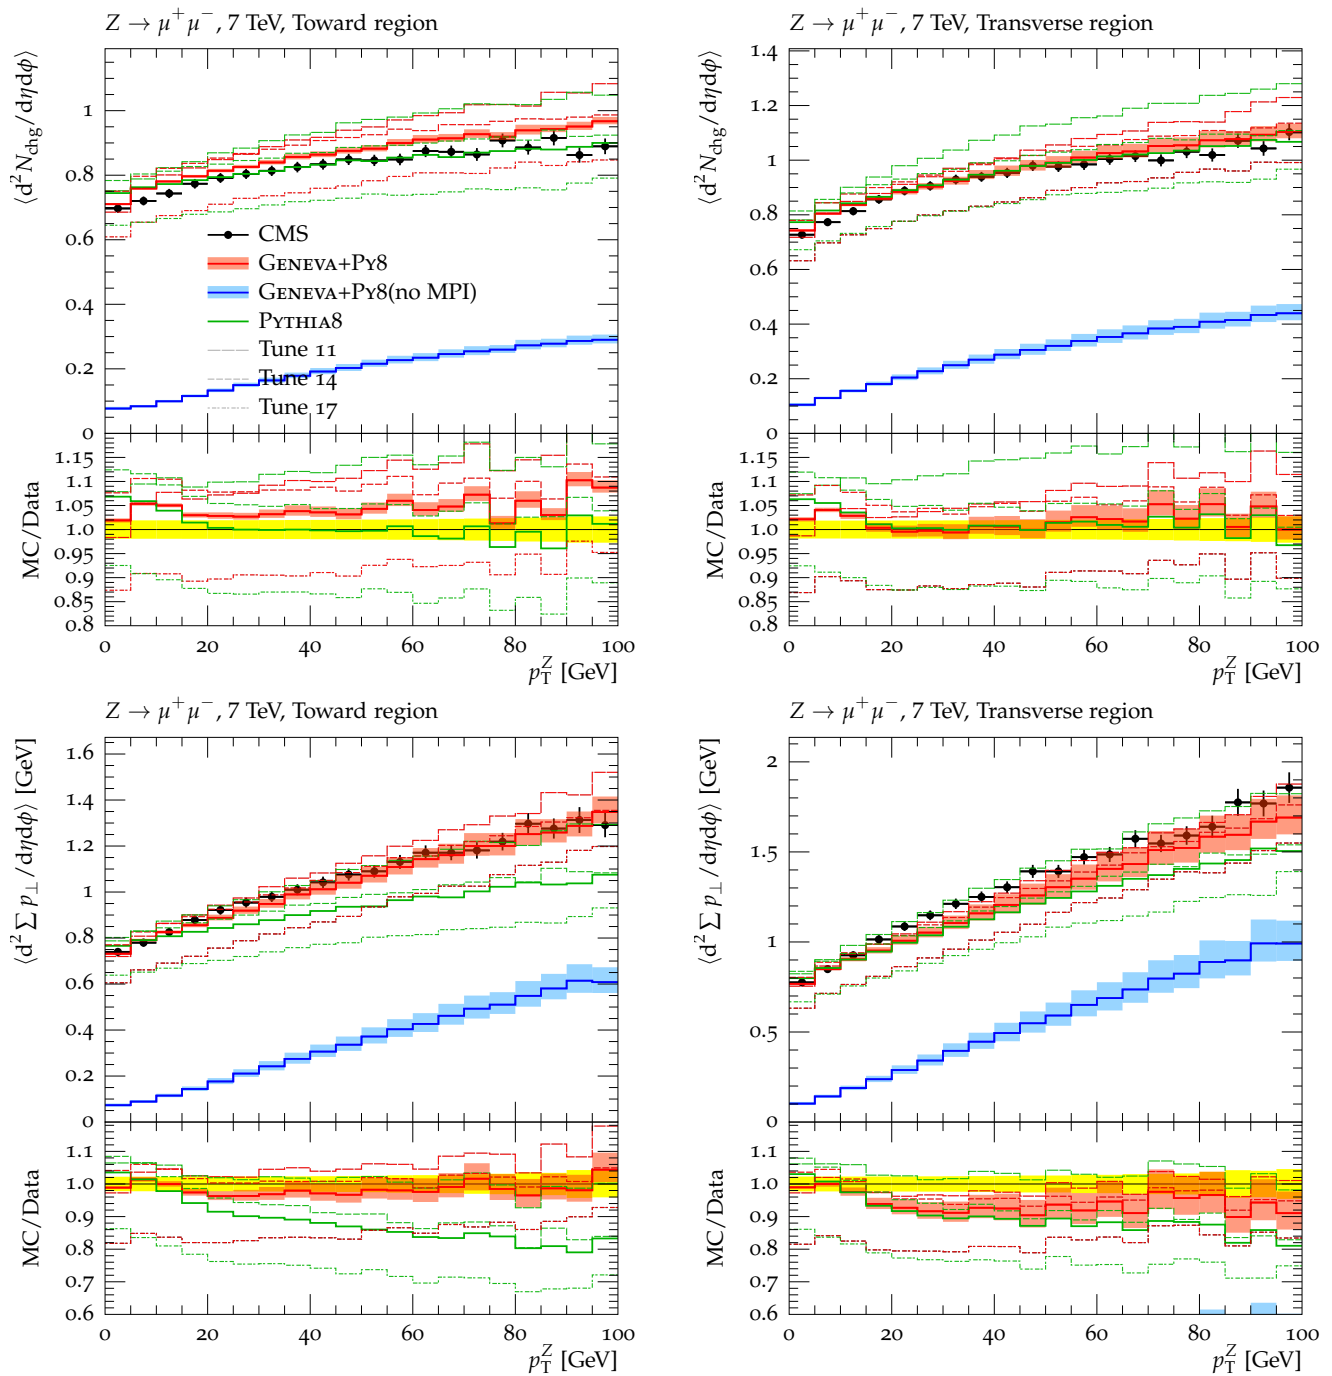 Z → μ⁺μ⁻, 7 TeV, Toward region
⟨d²N_chg/dηdϕ⟩
1
0.8
0.6
0.4
0.2
0
CMS
GENEVA+PY8
GENEVA+PY8(no MPI)
PYTHIA8
Tune 11
Tune 14
Tune 17
MC/Data
1.15
1.1
1.05
1.0
0.95
0.9
0.85
0.8
0 20 40 60 80 100
p_T^Z [GeV]
Z → μ⁺μ⁻, 7 TeV, Transverse region
⟨d²N_chg/dηdϕ⟩
1.4
1.2
1.0
0.8
0.6
0.4
0.2
0
MC/Data
1.15
1.1
1.05
1.0
0.95
0.9
0.85
0.8
0 20 40 60 80 100
p_T^Z [GeV]
Z → μ⁺μ⁻, 7 TeV, Toward region
⟨d²∑p_⊥/dηdϕ⟩ [GeV]
1.6
1.4
1.2
1
0.8
0.6
0.4
0.2
0
MC/Data
1.1
1.0
0.9
0.8
0.7
0.6
0 20 40 60 80 100
p_T^Z [GeV]
Z → μ⁺μ⁻, 7 TeV, Transverse region
⟨d²∑p_⊥/dηdϕ⟩ [GeV]
2
1.5
1
0.5
0
MC/Data
1.1
1.0
0.9
0.8
0.7
0.6
0 20 40 60 80 100
p_T^Z [GeV]